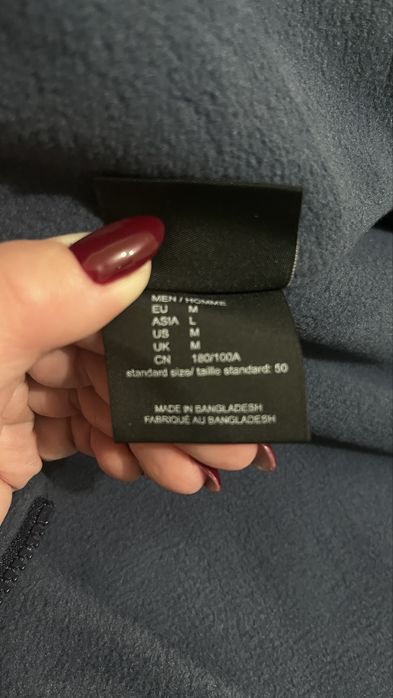 MEN / HOMME
EU M
ASIA L
US M
UK M
CN 180/100A
standard size/ taille standard: 50
MADE IN BANGLADESH
FABRIQUÉ AU BANGLADESH